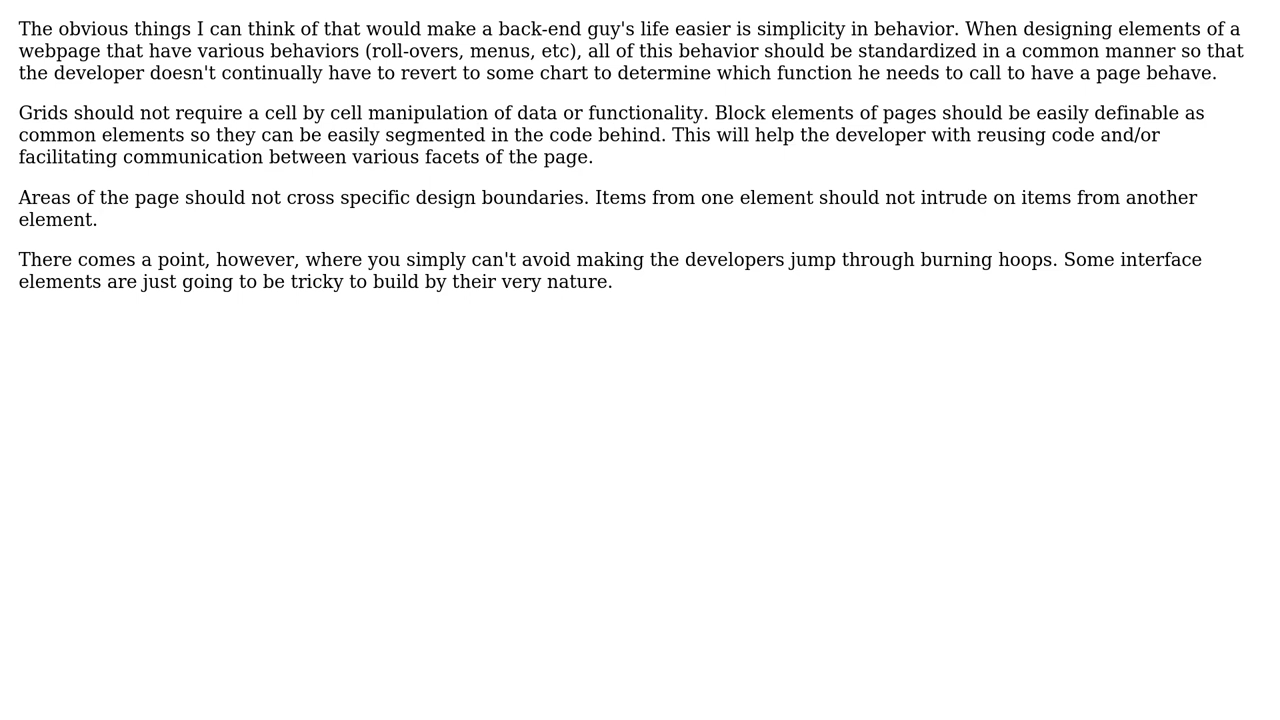 The obvious things I can think of that would make a back-end guy's life easier is simplicity in behavior. When designing elements of a
webpage that have various behaviors (roll-overs, menus, etc), all of this behavior should be standardized in a common manner so that
the developer doesn't continually have to revert to some chart to determine which function he needs to call to have a page behave.
Grids should not require a cell by cell manipulation of data or functionality. Block elements of pages should be easily definable as
common elements so they can be easily segmented in the code behind. This will help the developer with reusing code and/or
facilitating communication between various facets of the page.
Areas of the page should not cross specific design boundaries. Items from one element should not intrude on items from another
element.
There comes a point, however, where you simply can't avoid making the developers jump through burning hoops. Some interface
elements are just going to be tricky to build by their very nature.